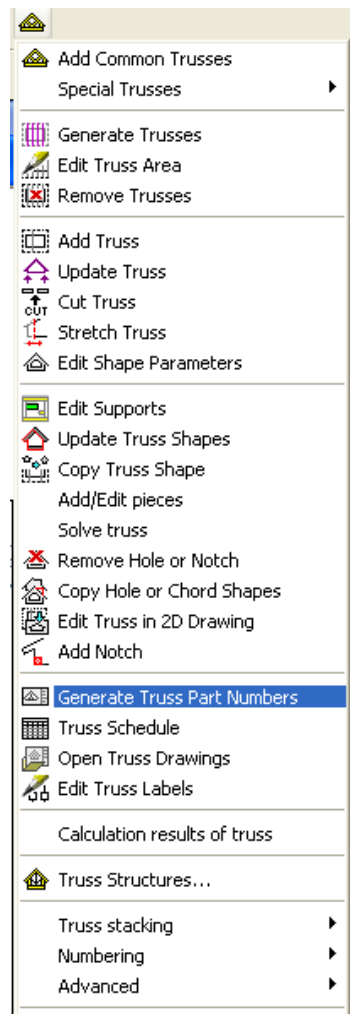 Add Common Trusses
Special Trusses
Generate Trusses
Edit Truss Area
Remove Trusses
Add Truss
Update Truss
CUT Cut Truss
Stretch Truss
Edit Shape Parameters
Edit Supports
Update Truss Shapes
Copy Truss Shape
Add/Edit pieces
Solve truss
Remove Hole or Notch
Copy Hole or Chord Shapes
Edit Truss in 2D Drawing
Add Notch
Generate Truss Part Numbers
Truss Schedule
Open Truss Drawings
Edit Truss Labels
Calculation results of truss
Truss Structures...
Truss stacking
Numbering
Advanced